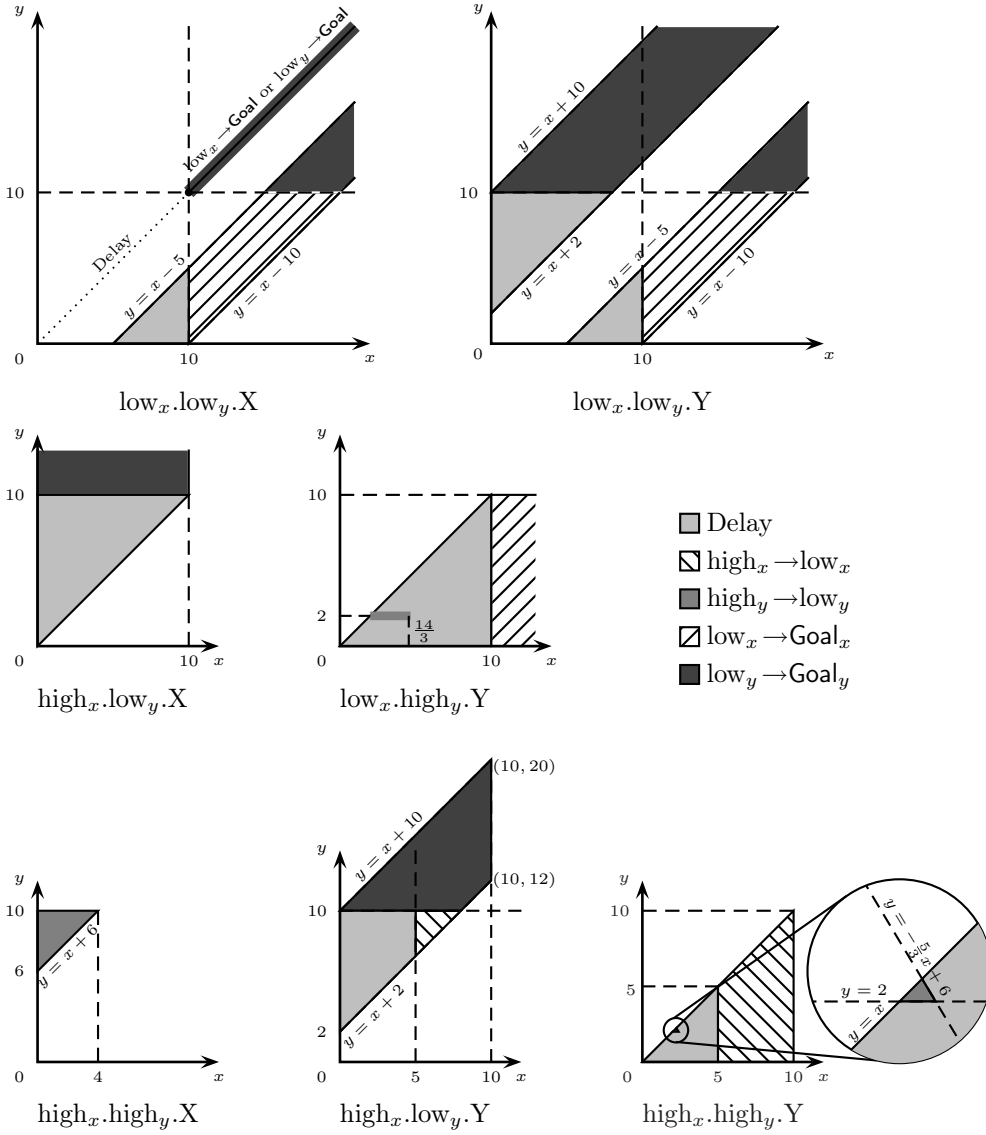 y
low_x→Goal or low_y→Goal
10
Delay
y = x − 5
y = x − 10
0
10
x
low_x.low_y.X
y
y = x + 10
10
y = x + 2
y = x − 5
y = x − 10
0
10
x
low_x.low_y.Y
y
10
0
10
x
high_x.low_y.X
y
10
2
14/3
0
10
x
low_x.high_y.Y
Delay
high_x→low_x
high_y→low_y
low_x→Goal_x
low_y→Goal_y
y
10
6
y = x + 6
0
4
x
high_x.high_y.X
y
(10, 20)
y = x + 10
(10, 12)
10
y = x + 2
2
0
5
10
x
high_x.low_y.Y
y
10
5
0
5
10
x
y = −5/3x + 6
y = 2
y = x
high_x.high_y.Y